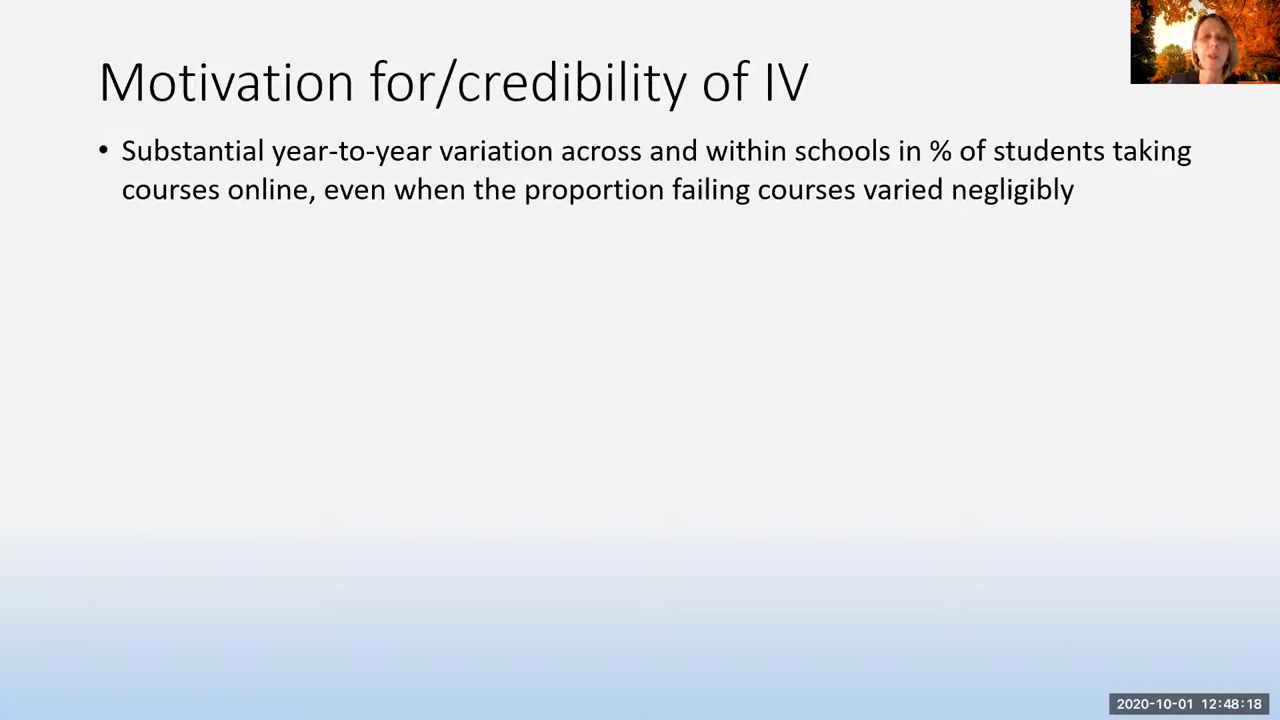 Motivation for/credibility of IV
• Substantial year-to-year variation across and within schools in % of students taking
courses online, even when the proportion failing courses varied negligibly
2020-10-01 12:48:18